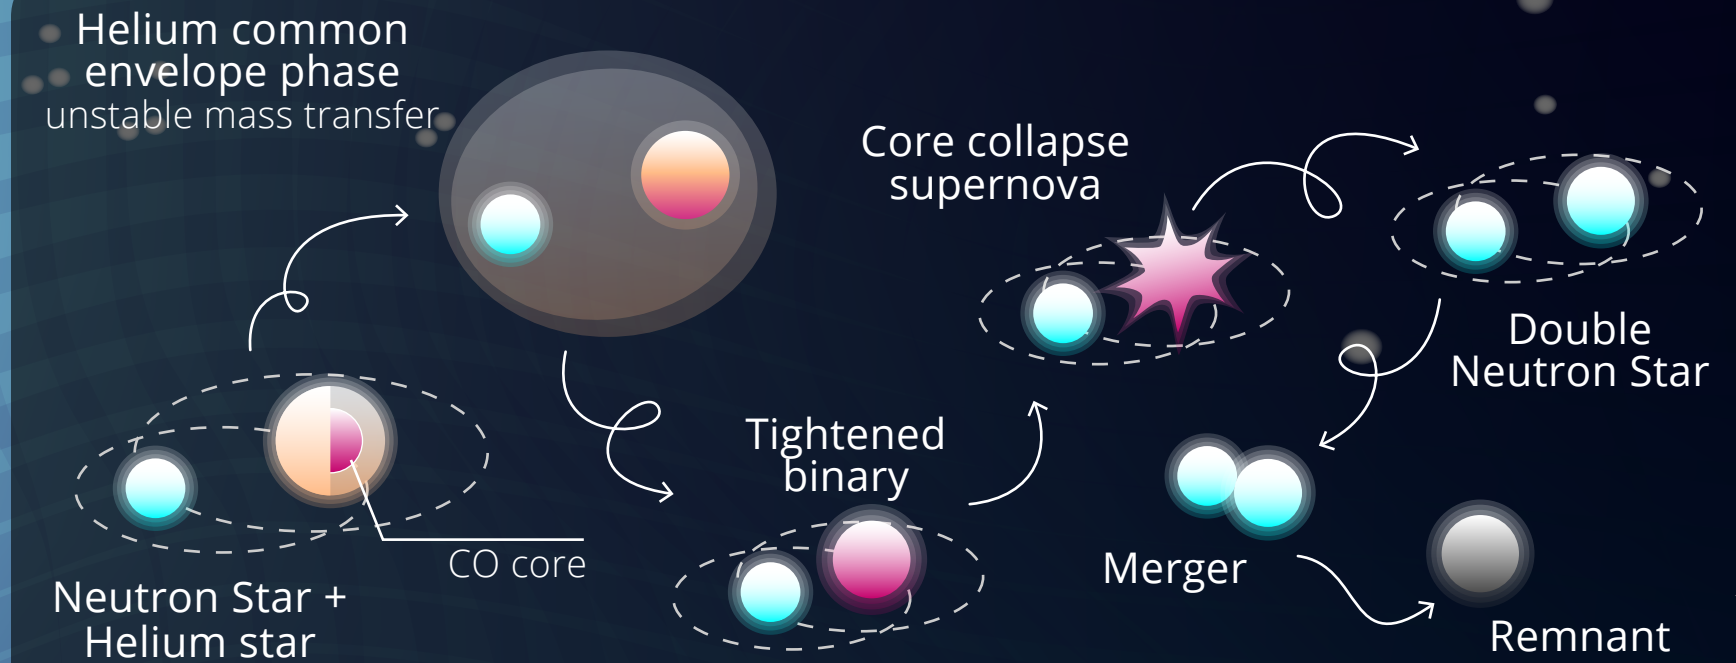 Helium common
envelope phase
unstable mass transfer
Core collapse
supernova
Double
Neutron Star
Tightened
binary
CO core
Merger
Neutron Star +
Helium star
Remnant